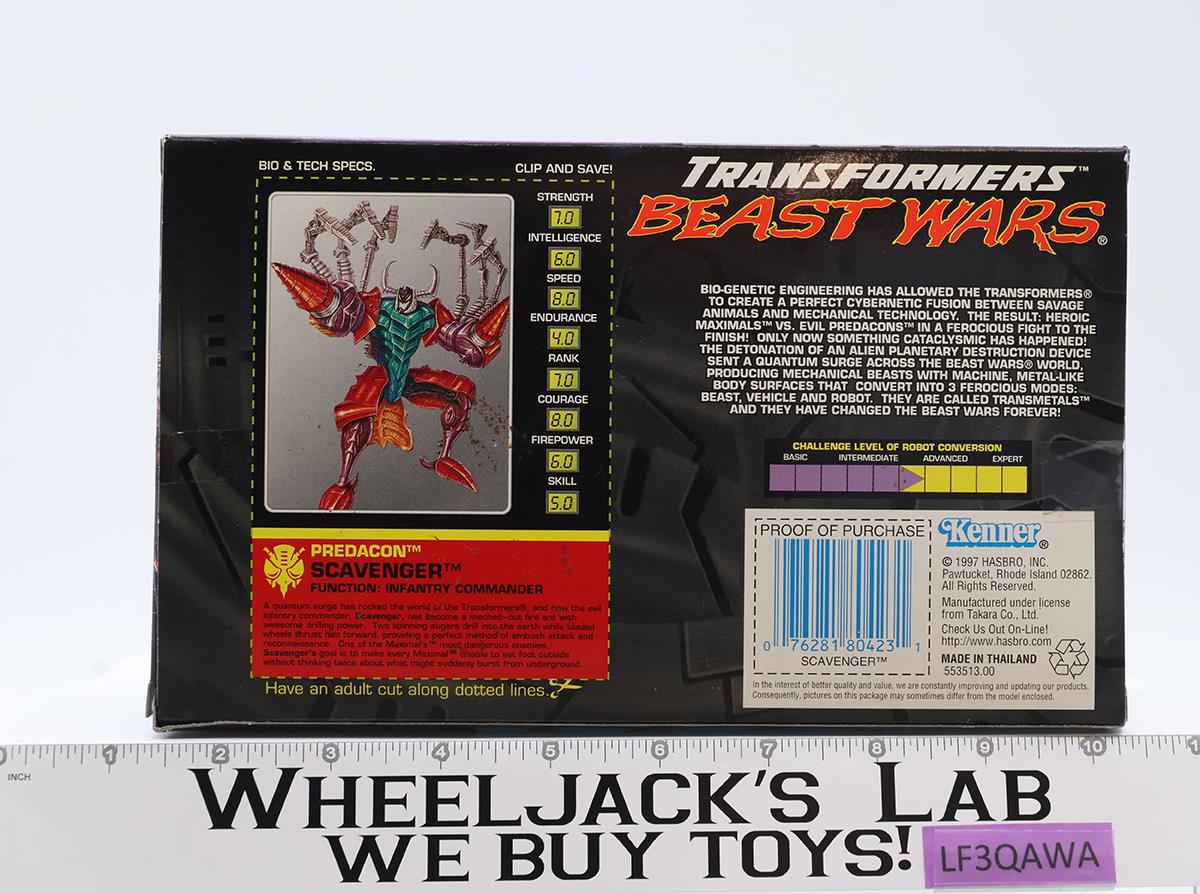 BIO & TECH SPECS.
CLIP AND SAVE!
STRENGTH
7.0
INTELLIGENCE
6.0
SPEED
8.0
ENDURANCE
4.0
RANK
7.0
COURAGE
8.0
FIREPOWER
6.0
SKILL
5.0
PREDACON™
SCAVENGER™
FUNCTION: INFANTRY COMMANDER
A quantum surge has rocked the world of the Transformers®, and now the evil
infantry commander, Scavenger, has become a meched-out fire ant with
awesome drilling power. Two spinning augers drill into the earth while bladed
wheels thrust him forward, providing a perfect method of ambush attack and
reconnaissance. One of the Maximal's™ most dangerous enemies,
Scavenger's goal is to make every Maximal™ unable to set foot outside
without thinking twice about what might suddenly burst from underground.
Have an adult cut along dotted lines.
TRANSFORMERS™
BEAST WARS®
BIO-GENETIC ENGINEERING HAS ALLOWED THE TRANSFORMERS®
TO CREATE A PERFECT CYBERNETIC FUSION BETWEEN SAVAGE
ANIMALS AND MECHANICAL TECHNOLOGY. THE RESULT: HEROIC
MAXIMALS™ VS. EVIL PREDACONS™ IN A FEROCIOUS FIGHT TO THE
FINISH! ONLY NOW SOMETHING CATACLYSMIC HAS HAPPENED!
THE DETONATION OF AN ALIEN PLANETARY DESTRUCTION DEVICE
SENT A QUANTUM SURGE ACROSS THE BEAST WARS® WORLD,
PRODUCING MECHANICAL BEASTS WITH MACHINE, METAL-LIKE
BODY SURFACES THAT CONVERT INTO 3 FEROCIOUS MODES:
BEAST, VEHICLE AND ROBOT. THEY ARE CALLED TRANSMETALS™
AND THEY HAVE CHANGED THE BEAST WARS FOREVER!
CHALLENGE LEVEL OF ROBOT CONVERSION
BASIC INTERMEDIATE ADVANCED EXPERT
PROOF OF PURCHASE
0 76281 80423 1
SCAVENGER™
Kenner®
© 1997 HASBRO, INC.
Pawtucket, Rhode Island 02862.
All Rights Reserved.
Manufactured under license
from Takara Co., Ltd.
Check Us Out On-Line!
http://www.hasbro.com
MADE IN THAILAND
553513.00
In the interest of better quality and value, we are constantly improving and updating our products.
Consequently, pictures on this package may sometimes differ from the model enclosed.
0 1 2 3 4 5 6 7 8 9 10 1
INCH
WHEELJACK'S LAB
WE BUY TOYS!
LF3QAWA